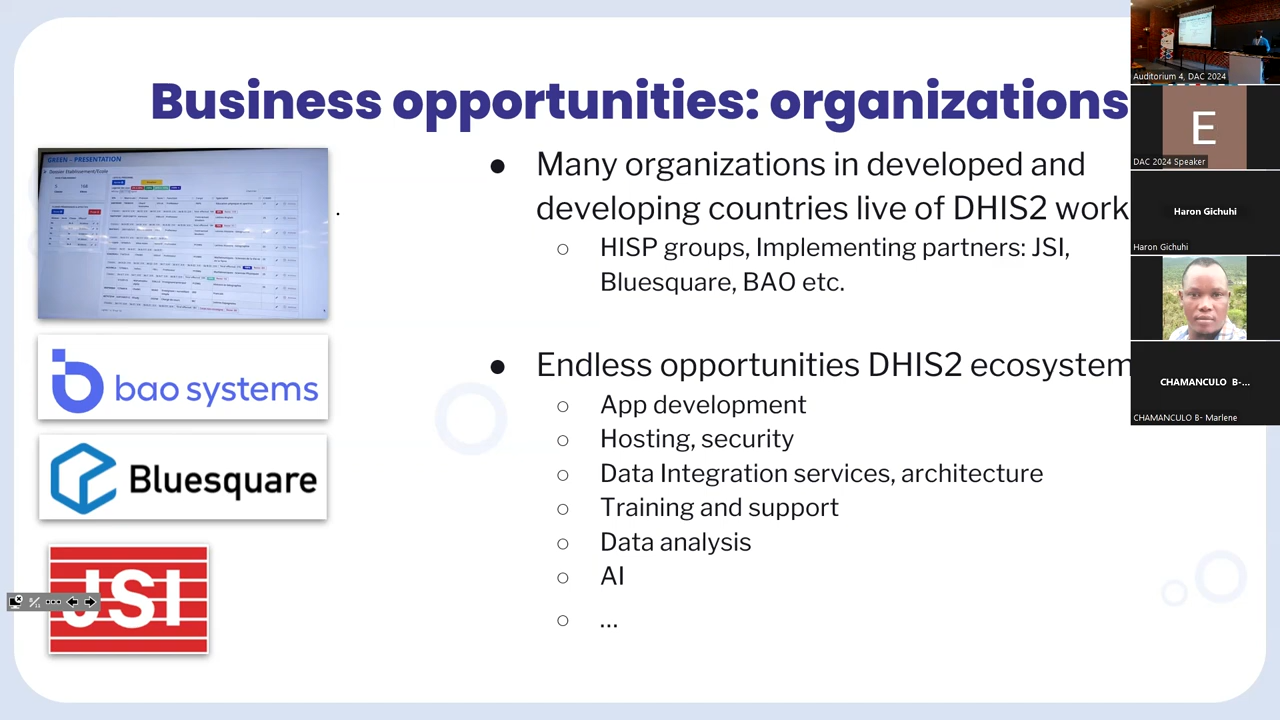 Business opportunities: organizations
GREEN - PRESENTATION
● Many organizations in developed and
developing countries live of DHIS2 work
○ HISP groups, Implementing partners: JSI,
Bluesquare, BAO etc.
● Endless opportunities DHIS2 ecosystem
○ App development
○ Hosting, security
○ Data Integration services, architecture
○ Training and support
○ Data analysis
○ AI
○ ...
bao systems
Bluesquare
JSI
Auditorium 4, DAC 2024
E
DAC 2024 Speaker
Haron Gichuhi
Haron Gichuhi
CHAMANCULO B-...
CHAMANCULO B- Marlene